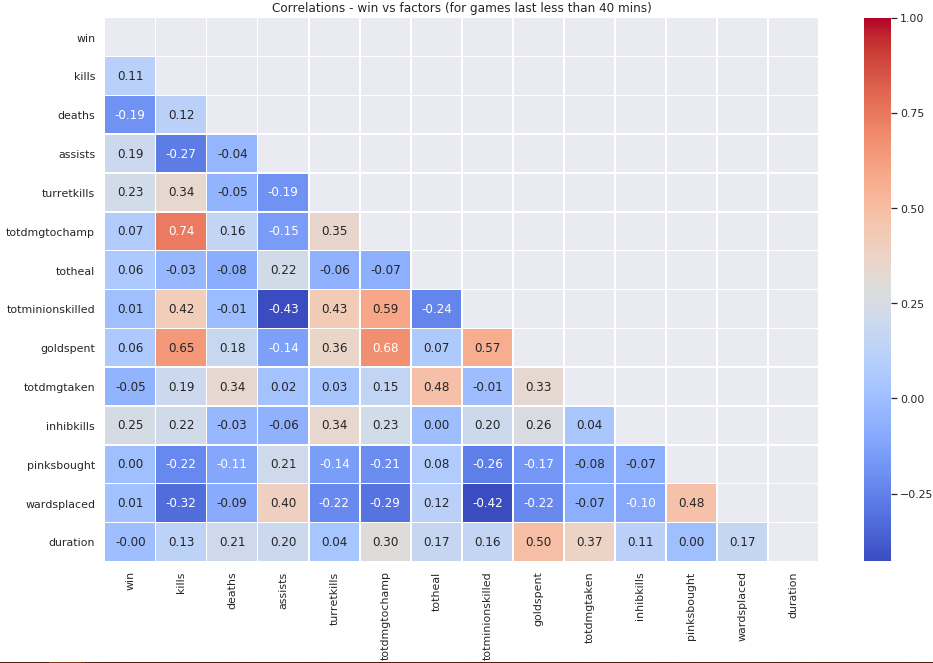 Correlations - win vs factors (for games last less than 40 mins)
win
kills 0.11
deaths -0.19 0.12
assists 0.19 -0.27 -0.04
turretkills 0.23 0.34 -0.05 -0.19
totdmgtochamp 0.07 0.74 0.16 -0.15 0.35
totheal 0.06 -0.03 -0.08 0.22 -0.06 -0.07
totminionskilled 0.01 0.42 -0.01 -0.43 0.43 0.59 -0.24
goldspent 0.06 0.65 0.18 -0.14 0.36 0.68 0.07 0.57
totdmgtaken -0.05 0.19 0.34 0.02 0.03 0.15 0.48 -0.01 0.33
inhibkills 0.25 0.22 -0.03 -0.06 0.34 0.23 0.00 0.20 0.26 0.04
pinksbought 0.00 -0.22 -0.11 0.21 -0.14 -0.21 0.08 -0.26 -0.17 -0.08 -0.07
wardsplaced 0.01 -0.32 -0.09 0.40 -0.22 -0.29 0.12 -0.42 -0.22 -0.07 -0.10 0.48
duration -0.00 0.13 0.21 0.20 0.04 0.30 0.17 0.16 0.50 0.37 0.11 0.00 0.17
win kills deaths assists turretkills totdmgtochamp totheal totminionskilled goldspent totdmgtaken inhibkills pinksbought wardsplaced duration
1.00
0.75
0.50
0.25
0.00
−0.25